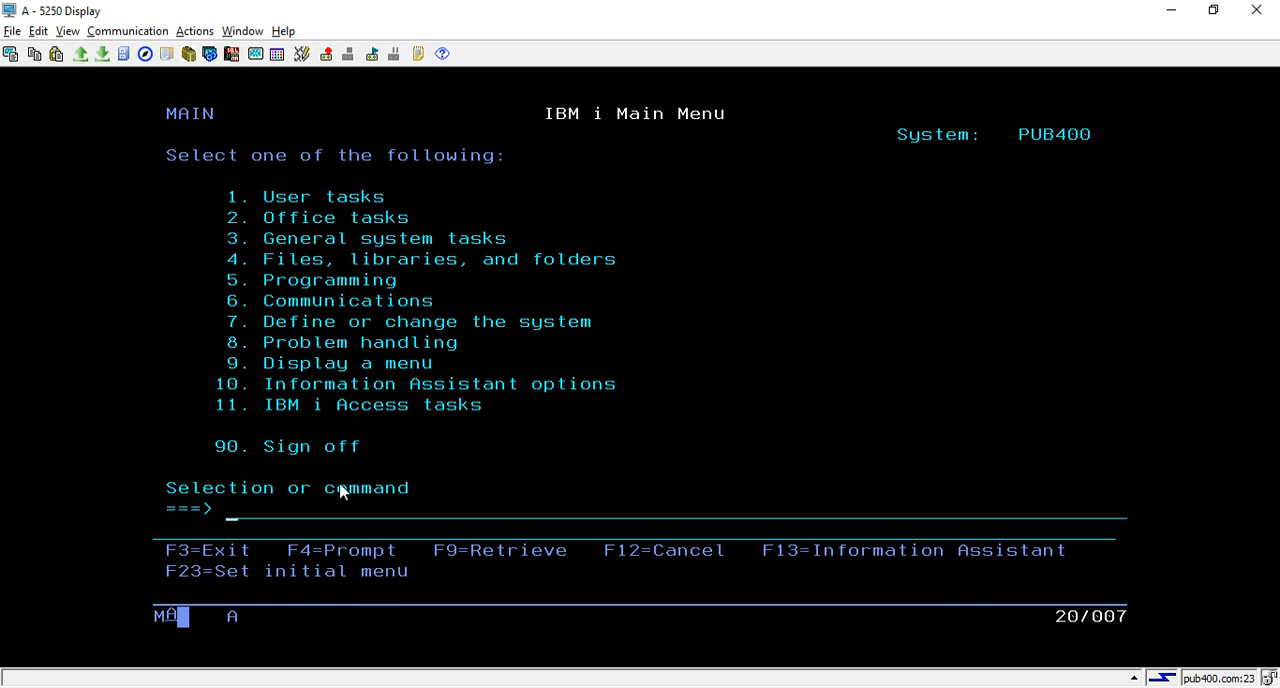 A - 5250 Display
File Edit View Communication Actions Window Help
MAIN IBM i Main Menu
System: PUB400
Select one of the following:
1. User tasks
2. Office tasks
3. General system tasks
4. Files, libraries, and folders
5. Programming
6. Communications
7. Define or change the system
8. Problem handling
9. Display a menu
10. Information Assistant options
11. IBM i Access tasks
90. Sign off
Selection or command
===>
F3=Exit F4=Prompt F9=Retrieve F12=Cancel F13=Information Assistant
F23=Set initial menu
MA A 20/007
pub400.com:23